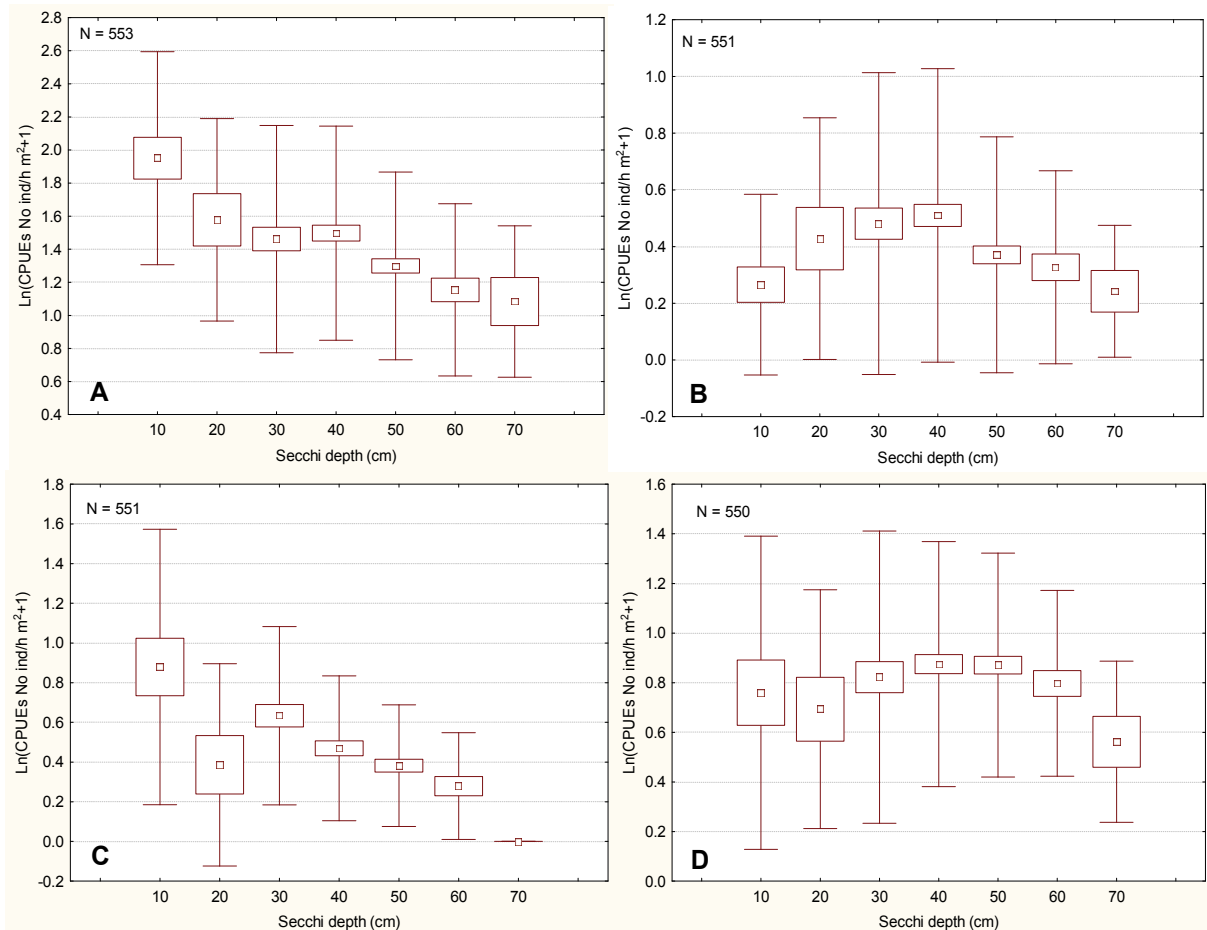 N = 553
Ln(CPUEs No ind/h m²+1)
2.8
2.6
2.4
2.2
2.0
1.8
1.6
1.4
1.2
1.0
0.8
0.6
0.4
A
10 20 30 40 50 60 70
Secchi depth (cm)
N = 551
Ln(CPUEs No ind/h m²+1)
1.2
1.0
0.8
0.6
0.4
0.2
0.0
-0.2
B
10 20 30 40 50 60 70
Secchi depth (cm)
N = 551
Ln(CPUEs No ind/h m²+1)
1.8
1.6
1.4
1.2
1.0
0.8
0.6
0.4
0.2
0.0
-0.2
C
10 20 30 40 50 60 70
Secchi depth (cm)
N = 550
Ln(CPUEs No ind/h m²+1)
1.6
1.4
1.2
1.0
0.8
0.6
0.4
0.2
0.0
D
10 20 30 40 50 60 70
Secchi depth (cm)